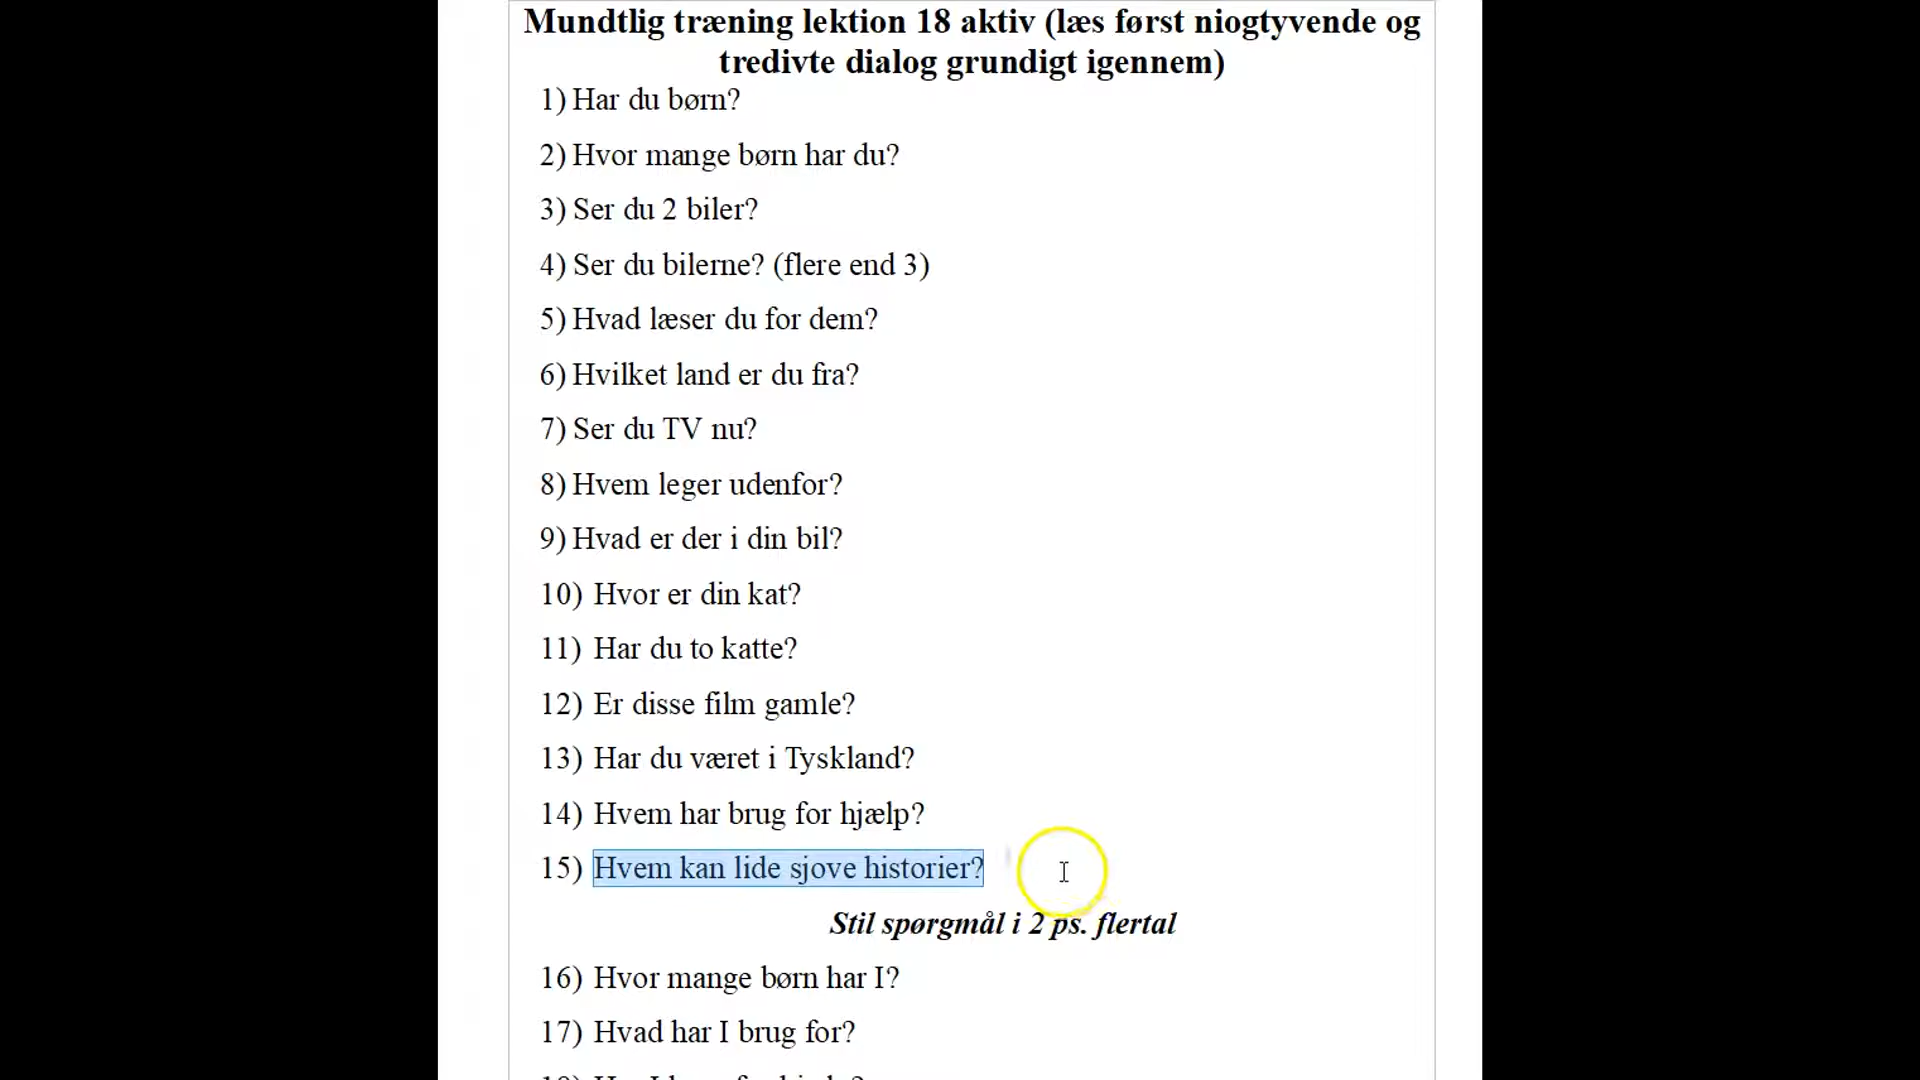 Mundtlig træning lektion 18 aktiv (læs først niogtyvende og
tredivte dialog grundigt igennem)
1) Har du børn?
2) Hvor mange børn har du?
3) Ser du 2 biler?
4) Ser du bilerne? (flere end 3)
5) Hvad læser du for dem?
6) Hvilket land er du fra?
7) Ser du TV nu?
8) Hvem leger udenfor?
9) Hvad er der i din bil?
10) Hvor er din kat?
11) Har du to katte?
12) Er disse film gamle?
13) Har du været i Tyskland?
14) Hvem har brug for hjælp?
15) Hvem kan lide sjove historier?
Stil spørgmål i 2 ps. flertal
16) Hvor mange børn har I?
17) Hvad har I brug for?